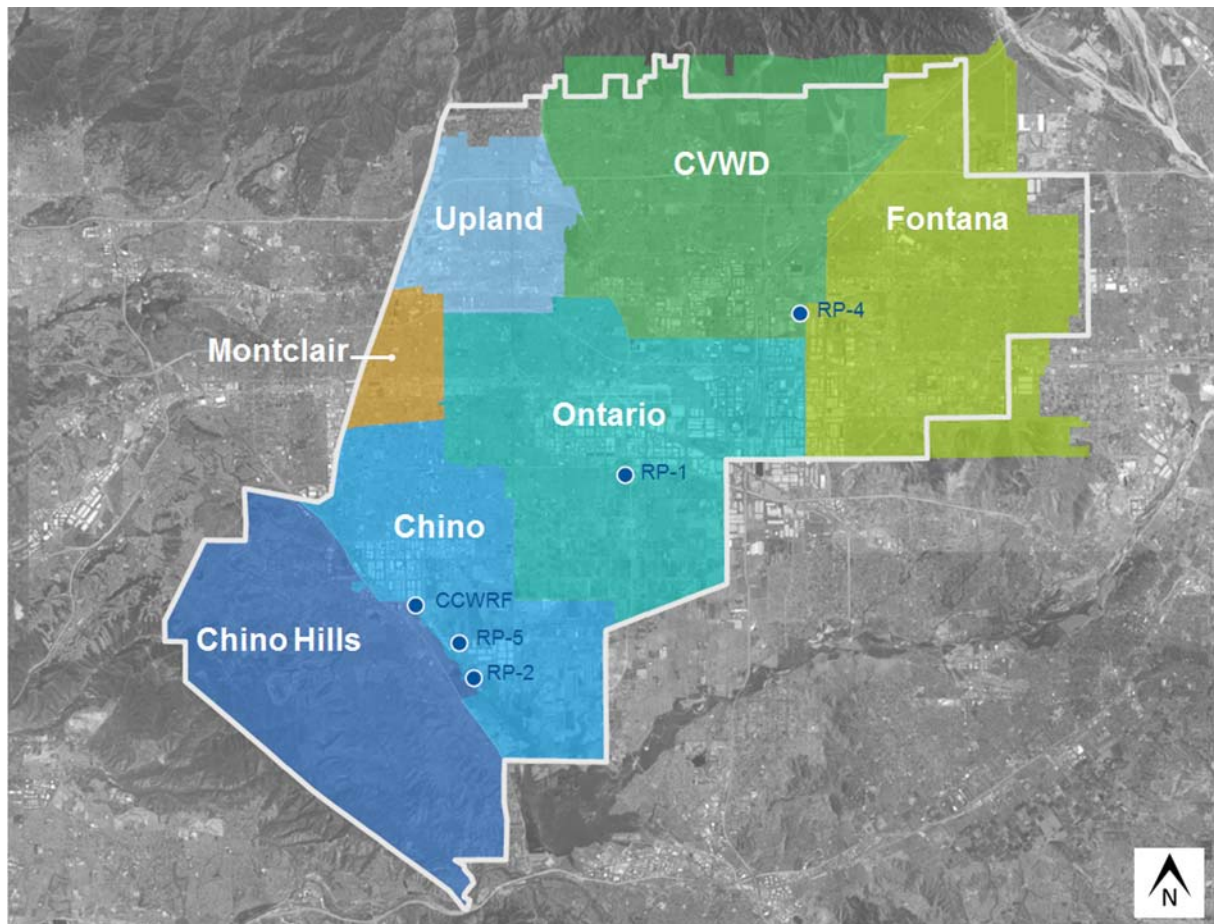 CVWD
Upland
Fontana
RP-4
Montclair
Ontario
RP-1
Chino
CCWRF
Chino Hills
RP-5
RP-2
N